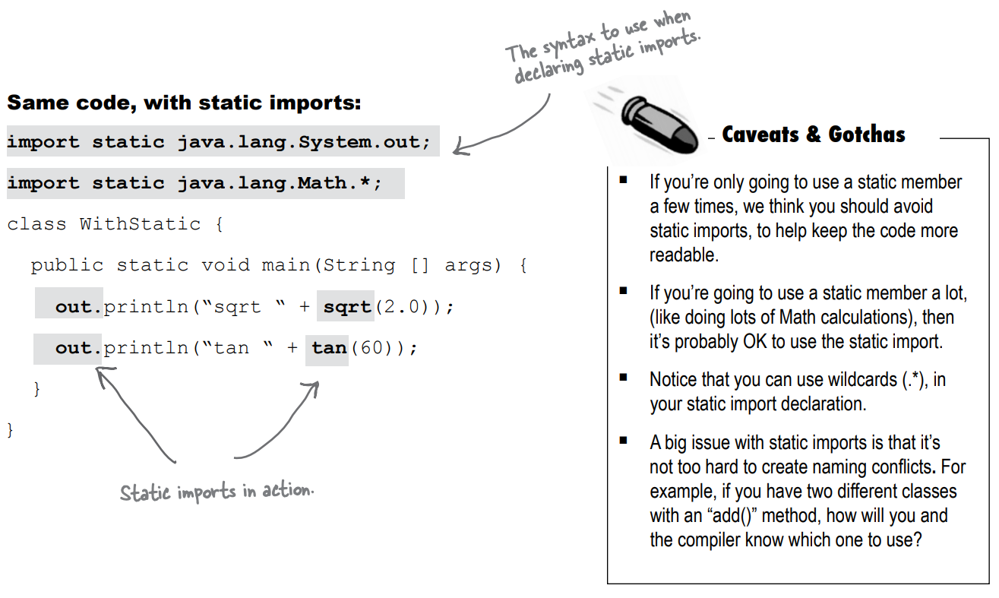 The syntax to use when
declaring static imports.
Same code, with static imports:
import static java.lang.System.out;
import static java.lang.Math.*;
class WithStatic {
public static void main(String [] args) {
out.println(“sqrt “ + sqrt(2.0));
out.println(“tan “ + tan(60));
}
}
Static imports in action.
Caveats & Gotchas
■ If you’re only going to use a static member
a few times, we think you should avoid
static imports, to help keep the code more
readable.
■ If you’re going to use a static member a lot,
(like doing lots of Math calculations), then
it’s probably OK to use the static import.
■ Notice that you can use wildcards (.*), in
your static import declaration.
■ A big issue with static imports is that it’s
not too hard to create naming conflicts. For
example, if you have two different classes
with an “add()” method, how will you and
the compiler know which one to use?